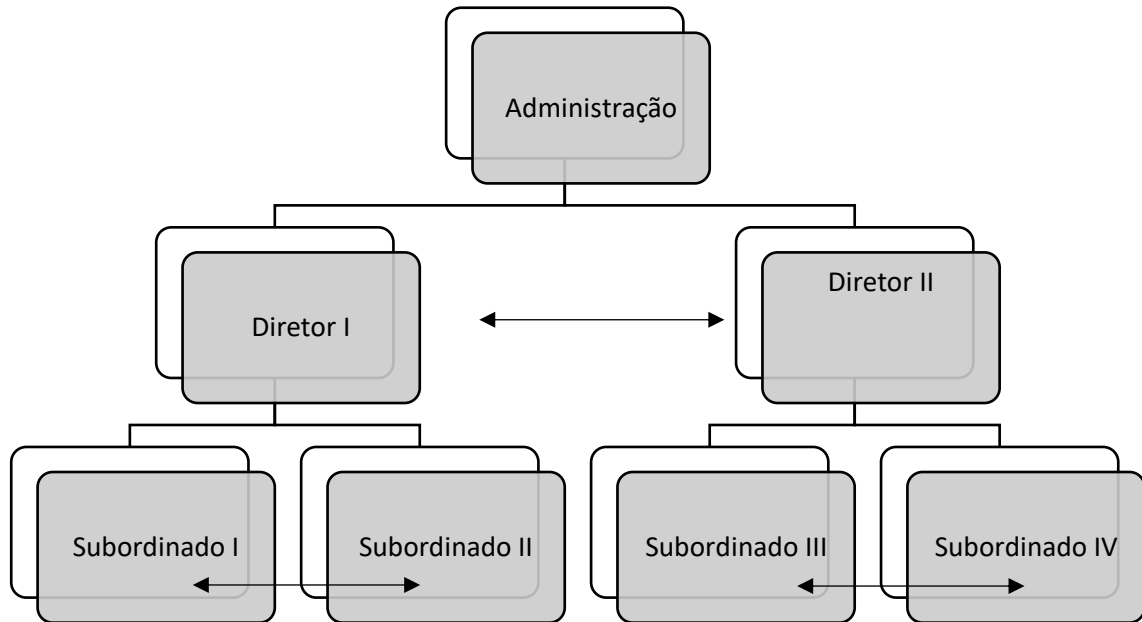 Administração
Diretor I
Diretor II
Subordinado I
Subordinado II
Subordinado III
Subordinado IV